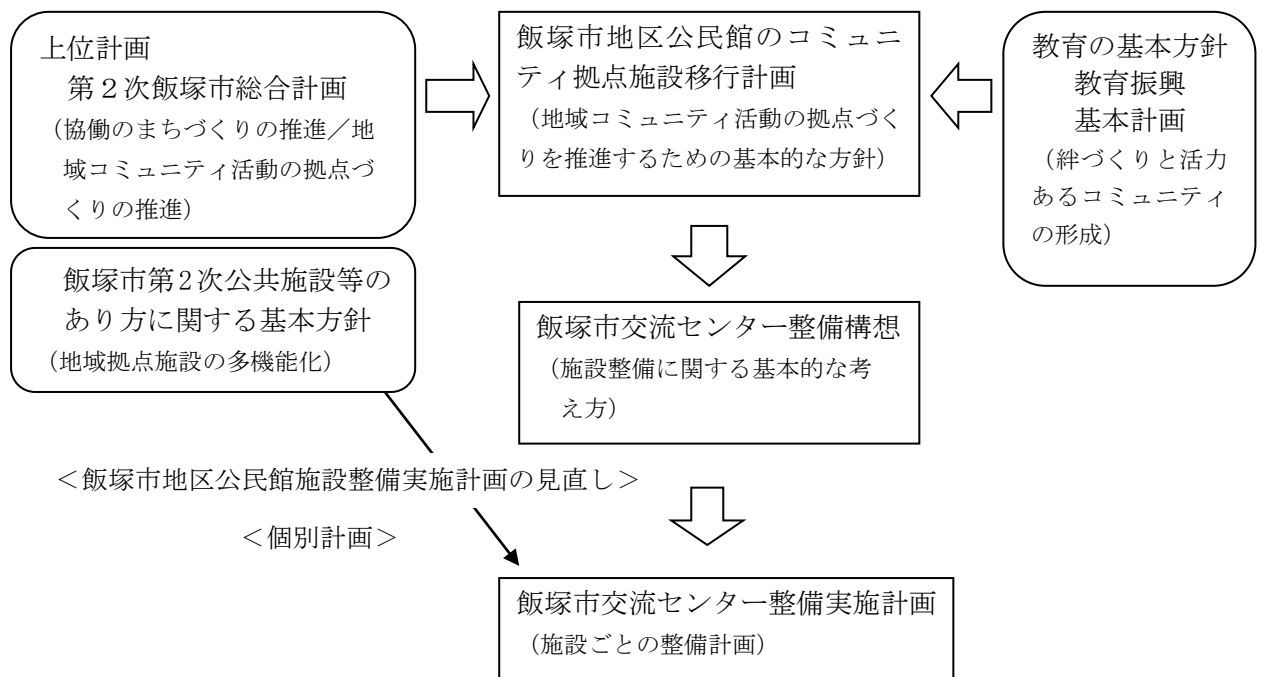 上位計画
第２次飯塚市総合計画
（協働のまちづくりの推進／地
域コミュニティ活動の拠点づ
くりの推進）
飯塚市地区公民館のコミュニ
ティ拠点施設移行計画
（地域コミュニティ活動の拠点づく
りを推進するための基本的な方針）
教育の基本方針
教育振興
基本計画
（絆づくりと活力
あるコミュニティ
の形成）
飯塚市第2次公共施設等の
あり方に関する基本方針
（地域拠点施設の多機能化）
飯塚市交流センター整備構想
（施設整備に関する基本的な考
え方）
＜飯塚市地区公民館施設整備実施計画の見直し＞
＜個別計画＞
飯塚市交流センター整備実施計画
（施設ごとの整備計画）